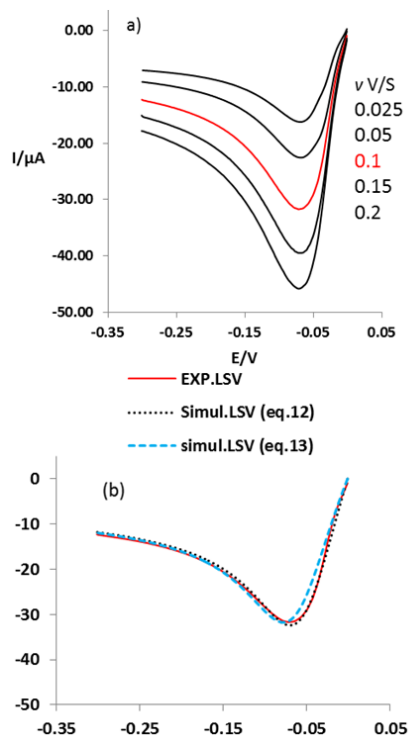 a)
0.00
-10.00
-20.00
-30.00
-40.00
-50.00
I/µA
v V/S
0.025
0.05
0.1
0.15
0.2
-0.35 -0.25 -0.15 -0.05 0.05
E/V
EXP.LSV
Simul.LSV (eq.12)
simul.LSV (eq.13)
(b)
0
-10
-20
-30
-40
-50
-0.35 -0.25 -0.15 -0.05 0.05